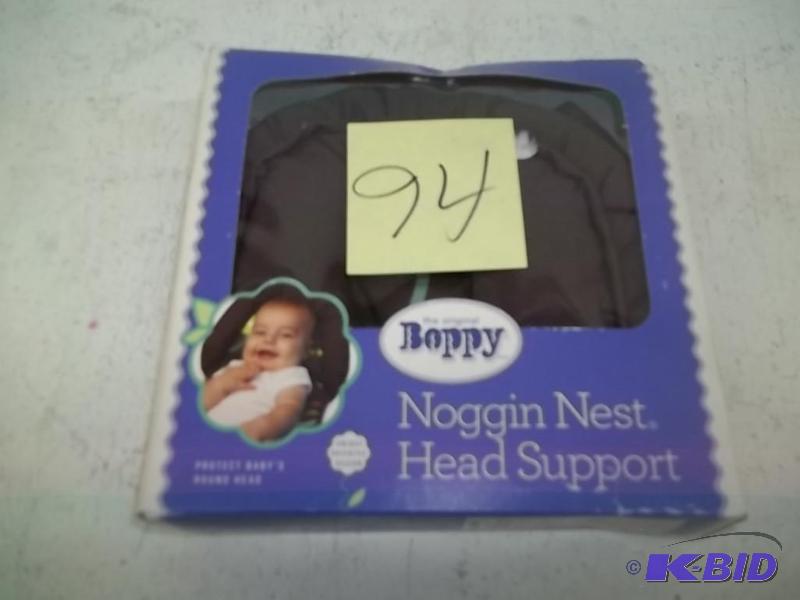 94
the original
Boppy
Noggin Nest®
Head Support
PROTECT BABY'S
ROUND HEAD
© K-BID